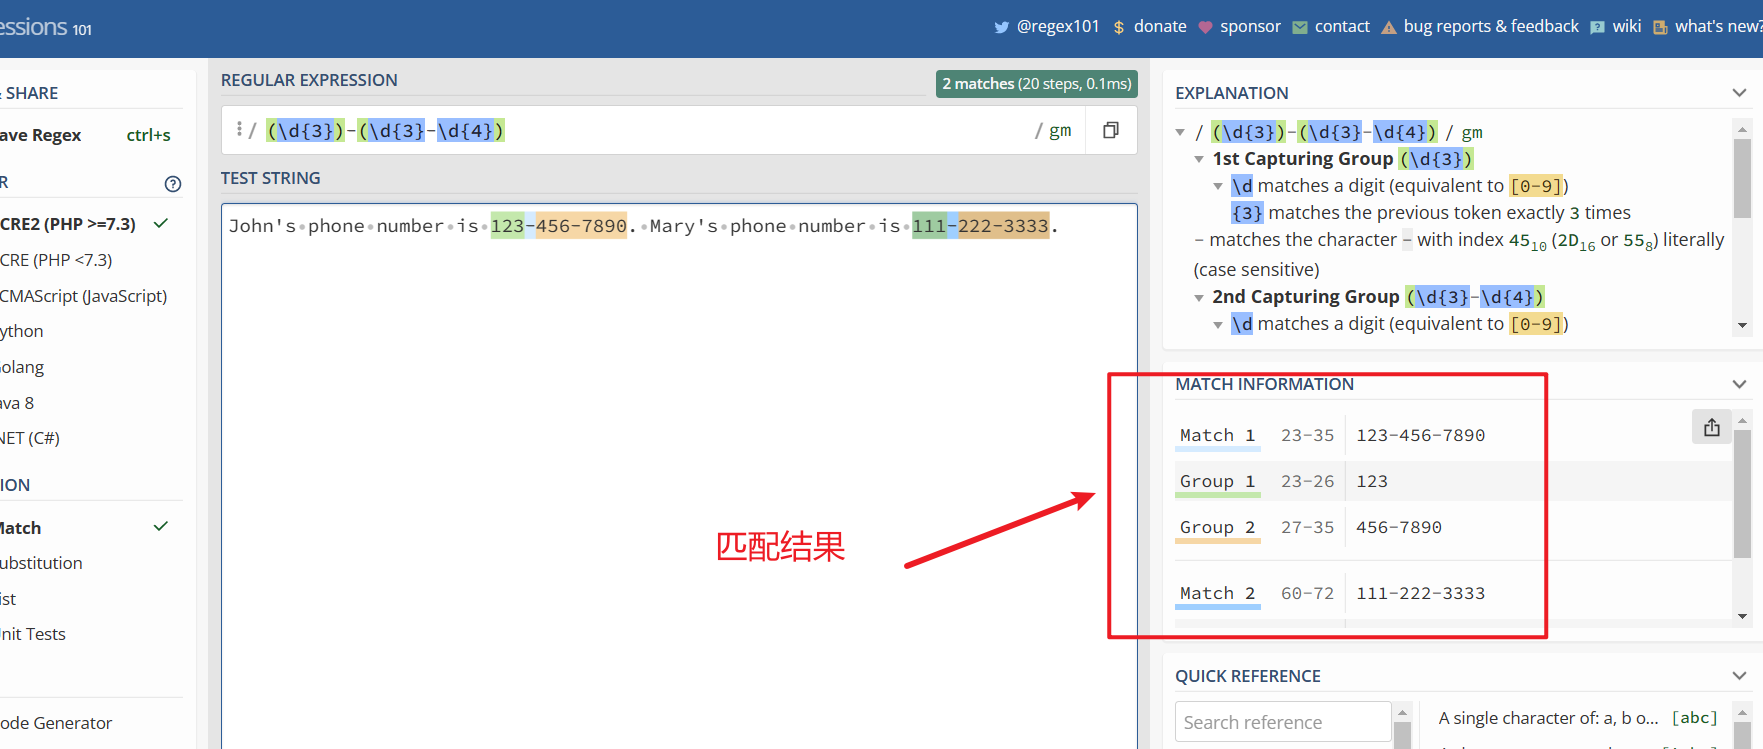 essions 101
@regex101 $ donate sponsor contact bug reports & feedback wiki what's new?
& SHARE
ave Regex ctrl+s
R
CRE2 (PHP >=7.3)
CRE (PHP <7.3)
CMAScript (JavaScript)
ython
olang
ava 8
NET (C#)
ION
Match
ubstitution
ist
nit Tests
ode Generator
REGULAR EXPRESSION
2 matches (20 steps, 0.1ms)
/ (\d{3})-(\d{3}-\d{4}) / gm
TEST STRING
John's·phone·number·is·123-456-7890.·Mary's·phone·number·is·111-222-3333.
匹配结果
EXPLANATION
/ (\d{3})-(\d{3}-\d{4}) / gm
1st Capturing Group (\d{3})
\d matches a digit (equivalent to [0-9])
{3} matches the previous token exactly 3 times
- matches the character - with index 45₁₀ (2D₁₆ or 55₈) literally
(case sensitive)
2nd Capturing Group (\d{3}-\d{4})
\d matches a digit (equivalent to [0-9])
MATCH INFORMATION
Match 1 23-35 123-456-7890
Group 1 23-26 123
Group 2 27-35 456-7890
Match 2 60-72 111-222-3333
QUICK REFERENCE
Search reference
A single character of: a, b o... [abc]